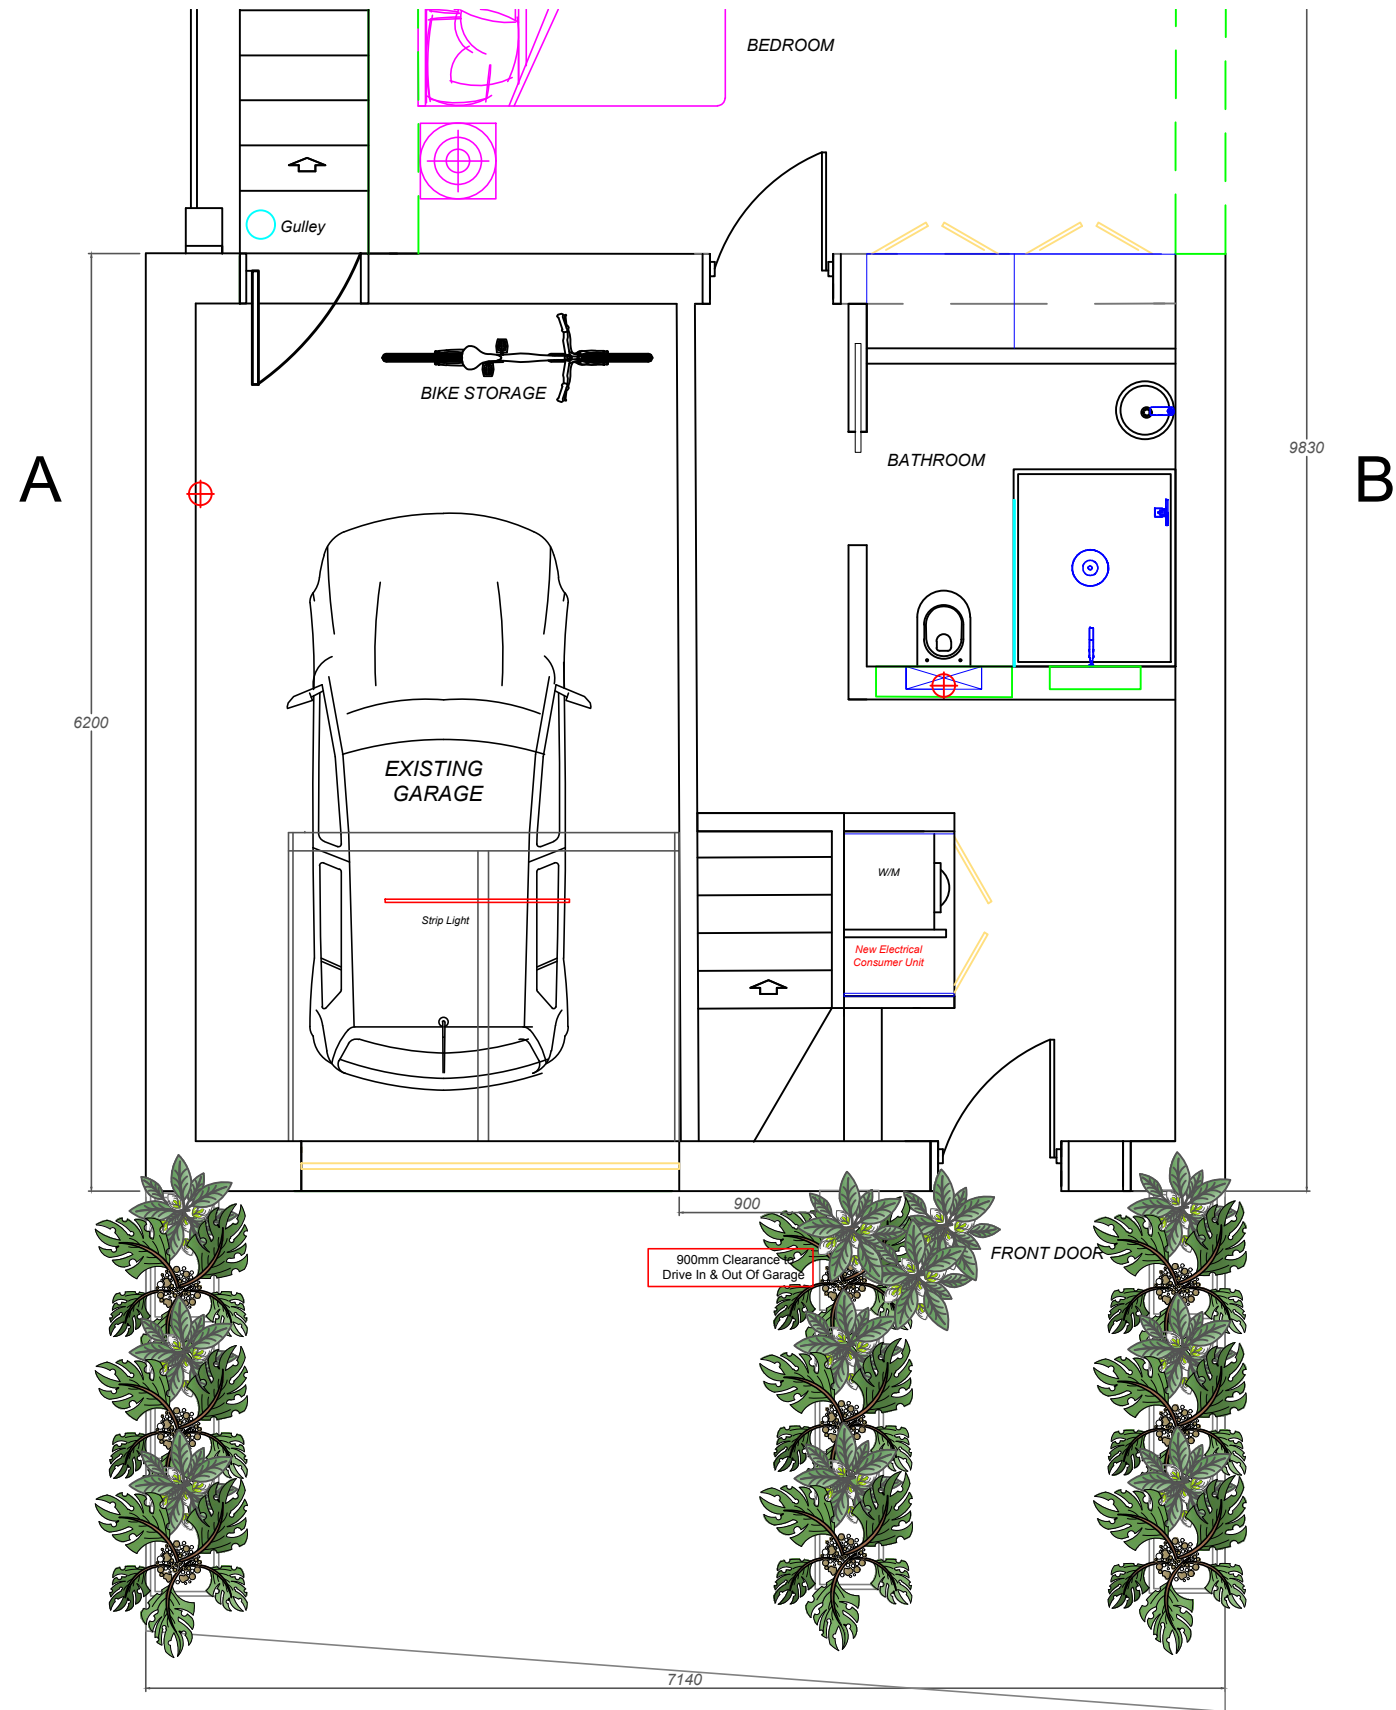 BEDROOM
Gulley
BIKE STORAGE
9830
A
BATHROOM
B
6200
EXISTING
GARAGE
W/M
Strip Light
New Electrical
Consumer Unit
900
FRONT DOOR
900mm Clearance to
Drive In & Out Of Garage
7140